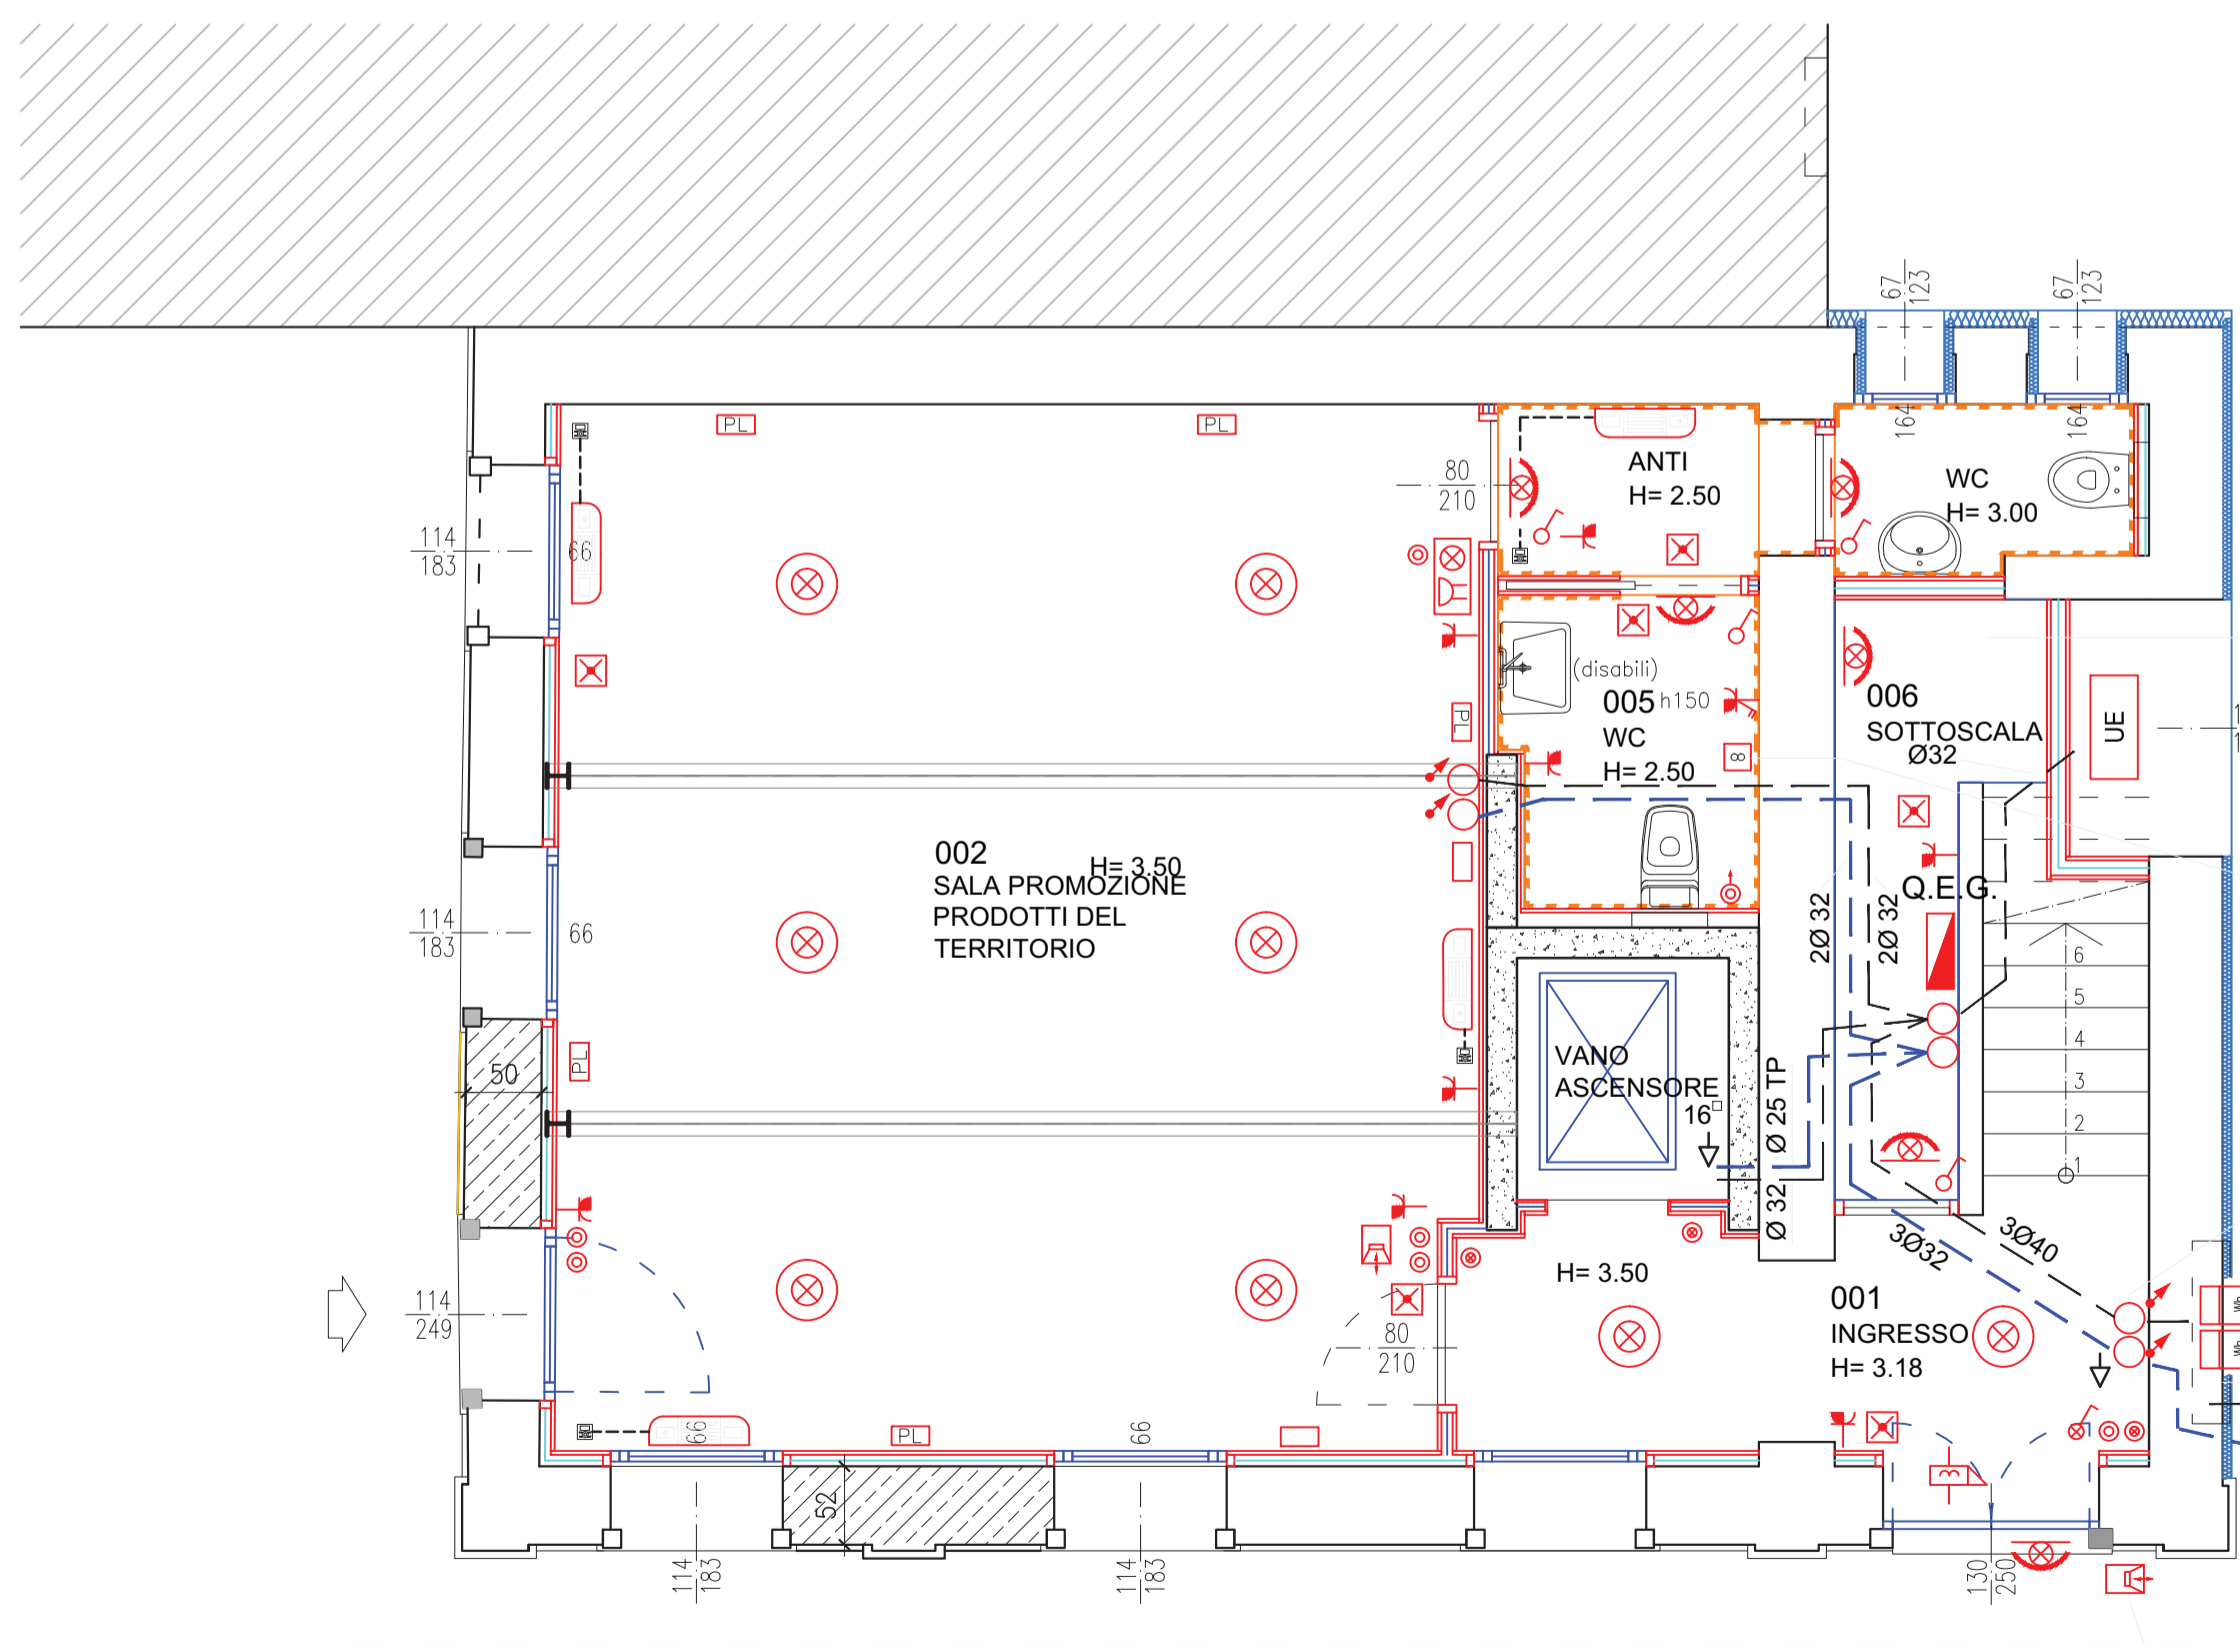 67
123
67
123
164
164
PL
PL
80
210
ANTI
H= 2.50
WC
H= 3.00
114
183
66
(disabili)
005 h150
WC
H= 2.50
8
PL
006
SOTTOSCALA
Ø32
UE
002
H= 3.50
SALA PROMOZIONE
PRODOTTI DEL
TERRITORIO
114
183
66
Q.E.G.
2Ø 32
2Ø 32
6
5
4
3
2
1
50
PL
VANO
ASCENSORE
16
Ø 32
Ø 25 TP
3Ø32
3Ø40
H= 3.50
001
INGRESSO
H= 3.18
114
249
80
210
Wh
Wh
66
PL
66
3
52
114
183
114
183
130
250